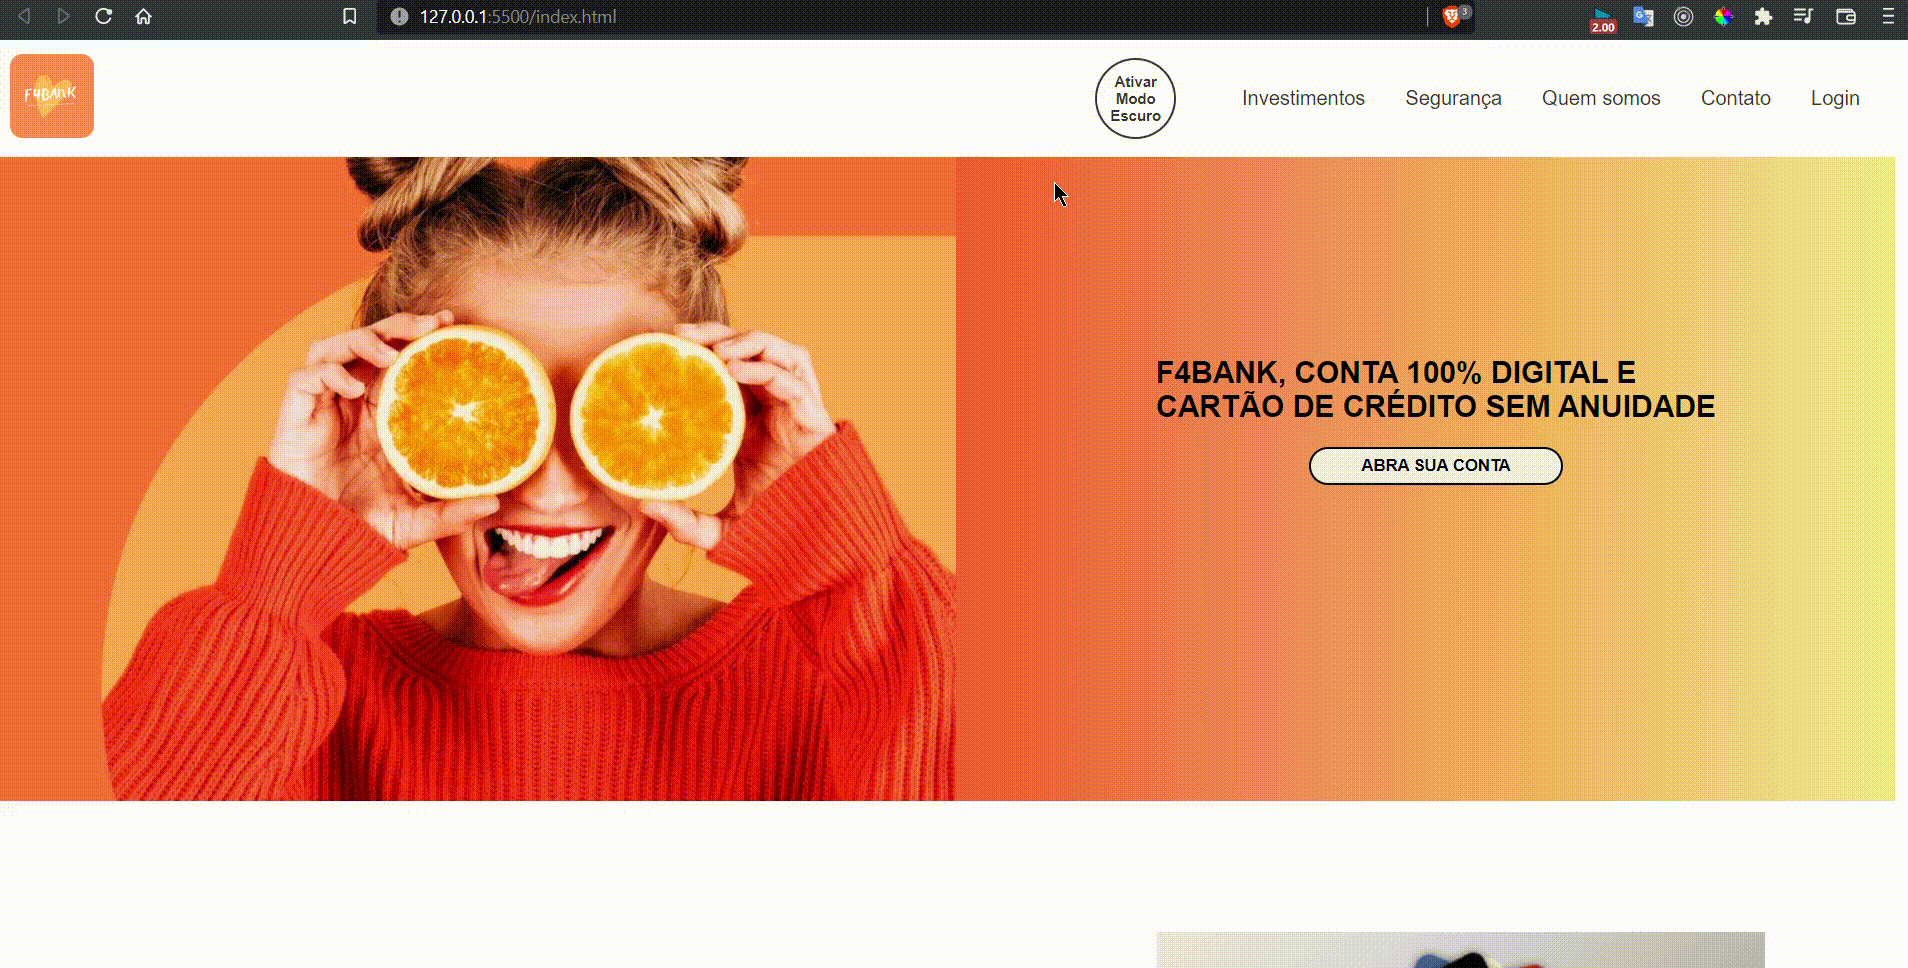 127.0.0.1:5500/index.html
3
2.00
F4BANK
Ativar
Modo
Escuro
Investimentos
Segurança
Quem somos
Contato
Login
F4BANK, CONTA 100% DIGITAL E
CARTÃO DE CRÉDITO SEM ANUIDADE
ABRA SUA CONTA